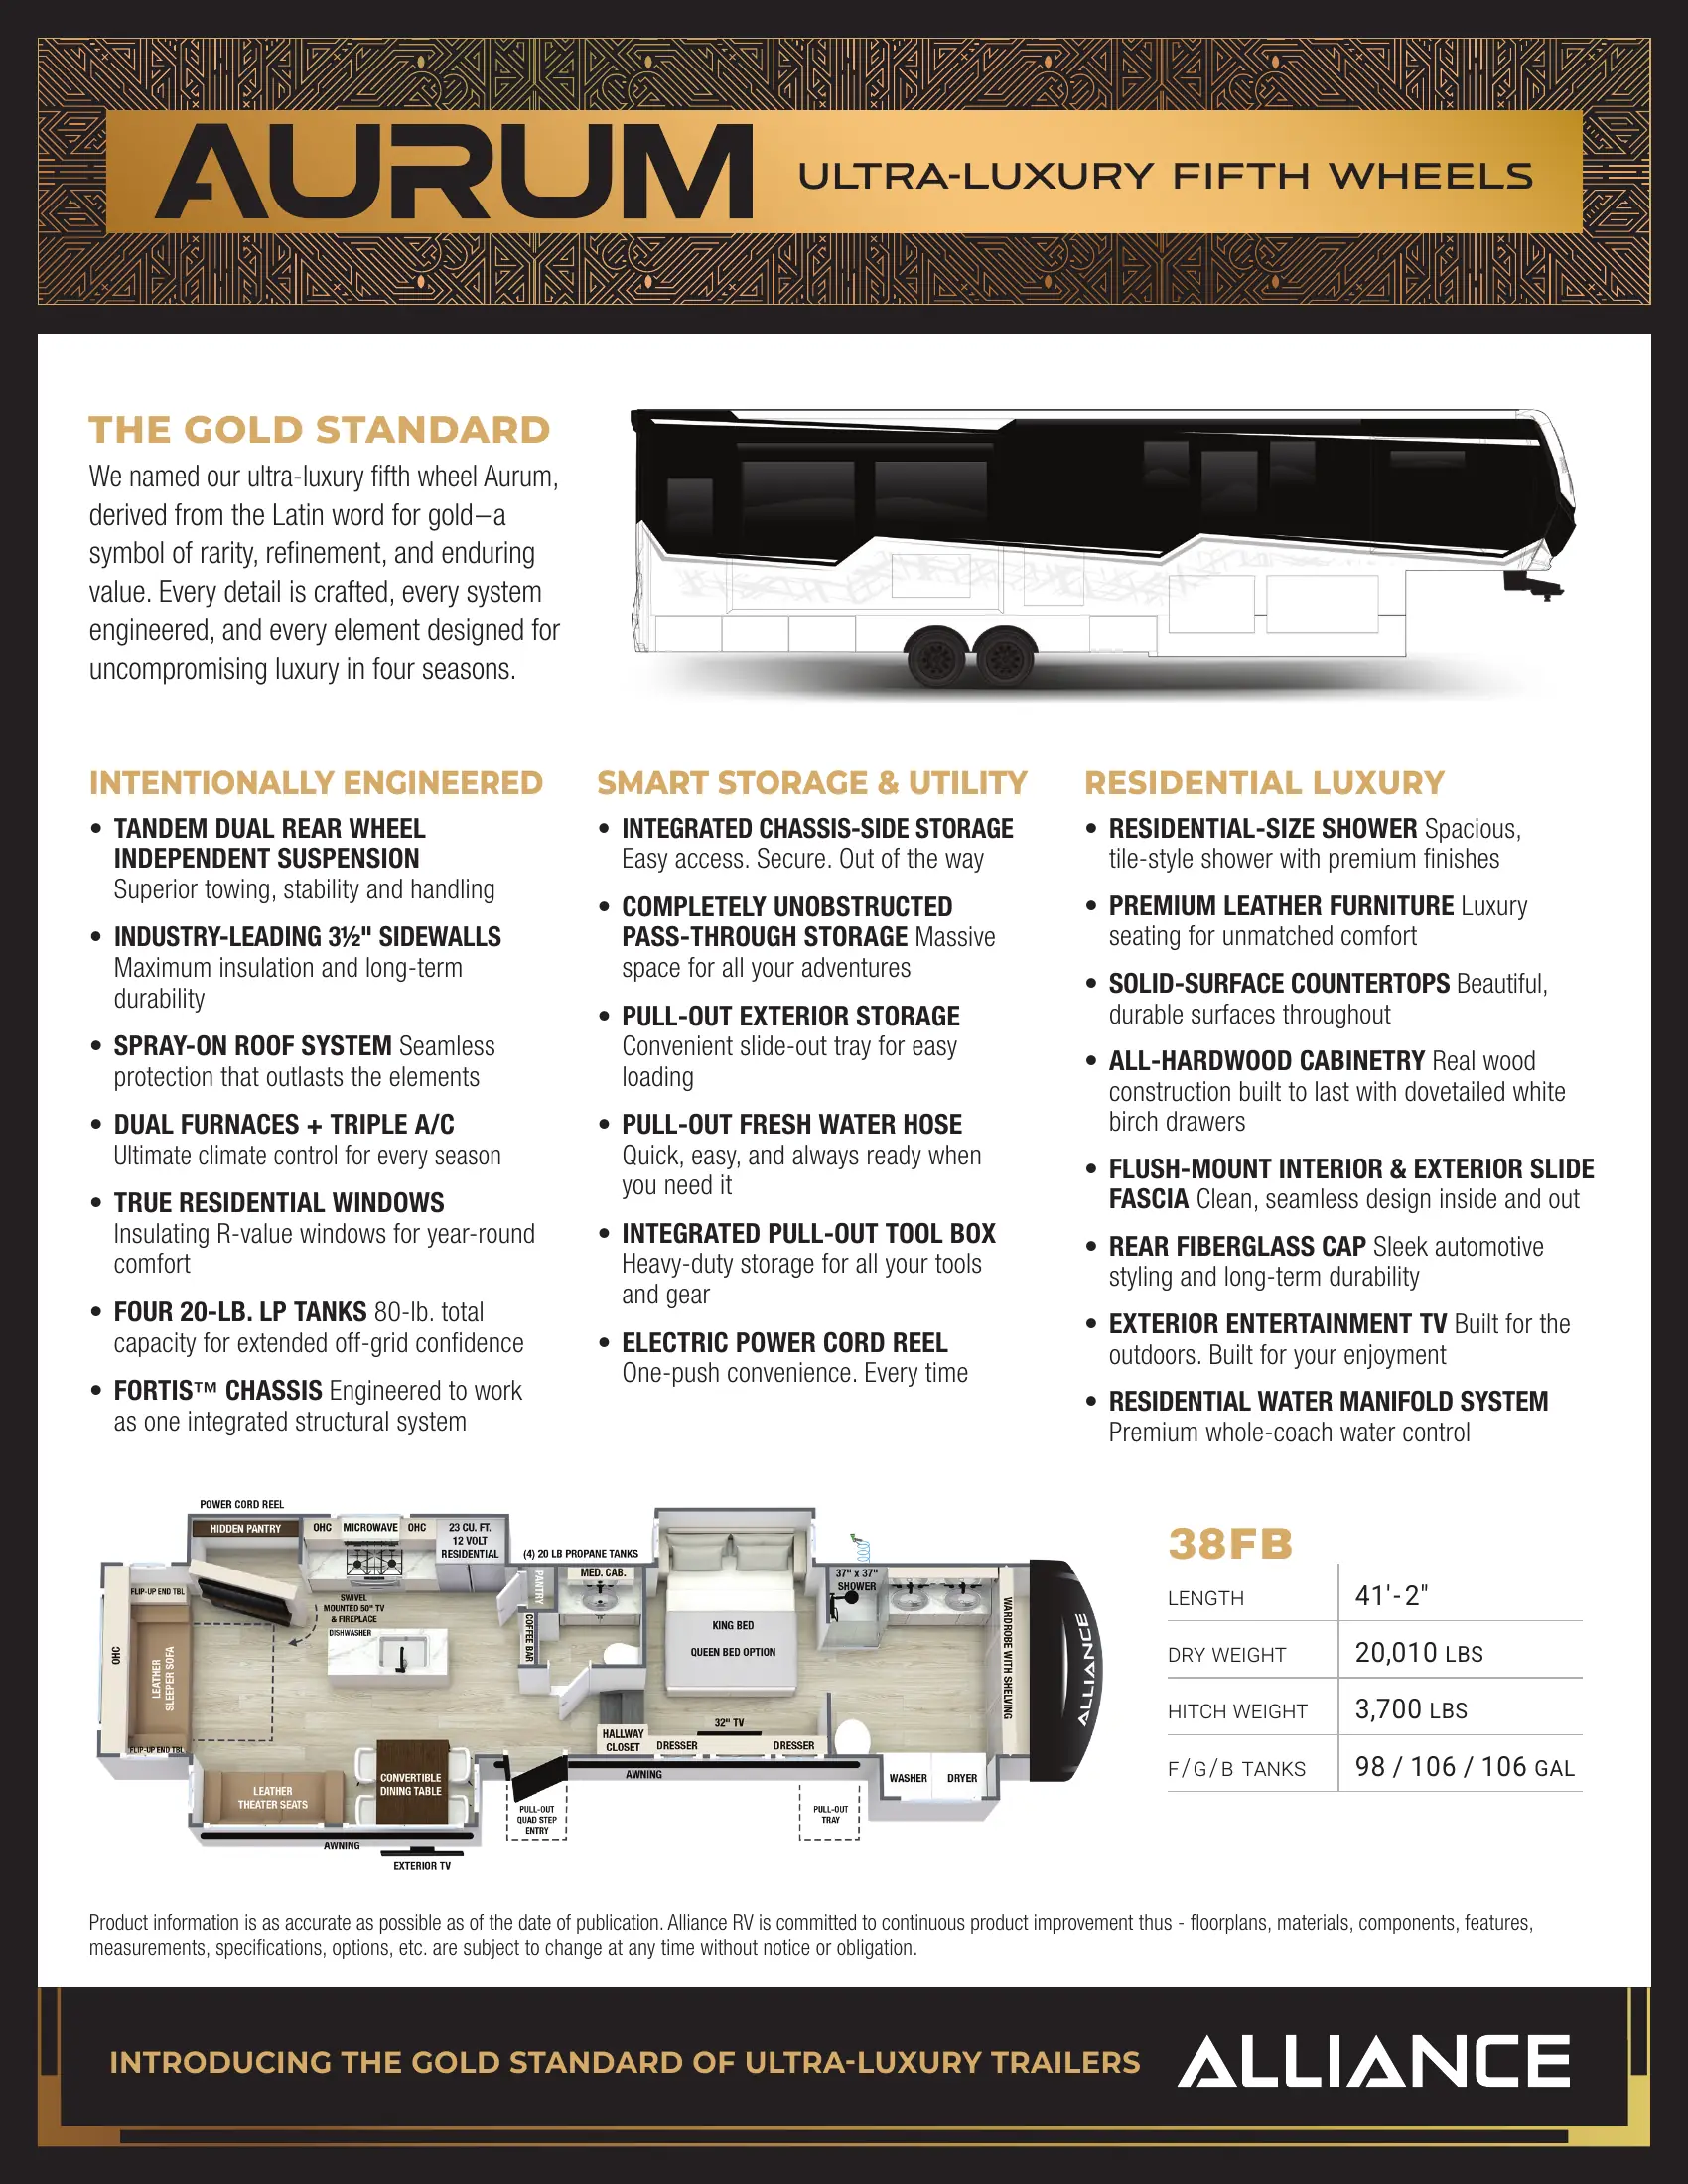 AURUM ULTRA-LUXURY FIFTH WHEELS
THE GOLD STANDARD
We named our ultra-luxury fifth wheel Aurum,
derived from the Latin word for gold—a
symbol of rarity, refinement, and enduring
value. Every detail is crafted, every system
engineered, and every element designed for
uncompromising luxury in four seasons.
INTENTIONALLY ENGINEERED
• TANDEM DUAL REAR WHEEL
INDEPENDENT SUSPENSION
Superior towing, stability and handling
• INDUSTRY-LEADING 3½" SIDEWALLS
Maximum insulation and long-term
durability
• SPRAY-ON ROOF SYSTEM Seamless
protection that outlasts the elements
• DUAL FURNACES + TRIPLE A/C
Ultimate climate control for every season
• TRUE RESIDENTIAL WINDOWS
Insulating R-value windows for year-round
comfort
• FOUR 20-LB. LP TANKS 80-lb. total
capacity for extended off-grid confidence
• FORTIS™ CHASSIS Engineered to work
as one integrated structural system
SMART STORAGE & UTILITY
• INTEGRATED CHASSIS-SIDE STORAGE
Easy access. Secure. Out of the way
• COMPLETELY UNOBSTRUCTED
PASS-THROUGH STORAGE Massive
space for all your adventures
• PULL-OUT EXTERIOR STORAGE
Convenient slide-out tray for easy
loading
• PULL-OUT FRESH WATER HOSE
Quick, easy, and always ready when
you need it
• INTEGRATED PULL-OUT TOOL BOX
Heavy-duty storage for all your tools
and gear
• ELECTRIC POWER CORD REEL
One-push convenience. Every time
RESIDENTIAL LUXURY
• RESIDENTIAL-SIZE SHOWER Spacious,
tile-style shower with premium finishes
• PREMIUM LEATHER FURNITURE Luxury
seating for unmatched comfort
• SOLID-SURFACE COUNTERTOPS Beautiful,
durable surfaces throughout
• ALL-HARDWOOD CABINETRY Real wood
construction built to last with dovetailed white
birch drawers
• FLUSH-MOUNT INTERIOR & EXTERIOR SLIDE
FASCIA Clean, seamless design inside and out
• REAR FIBERGLASS CAP Sleek automotive
styling and long-term durability
• EXTERIOR ENTERTAINMENT TV Built for the
outdoors. Built for your enjoyment
• RESIDENTIAL WATER MANIFOLD SYSTEM
Premium whole-coach water control
POWER CORD REEL
HIDDEN PANTRY
OHC MICROWAVE OHC
23 CU. FT.
12 VOLT
RESIDENTIAL
(4) 20 LB PROPANE TANKS
PANTRY
MED. CAB.
COFFEE BAR
FLIP-UP END TBL
OHC
LEATHER
SLEEPER SOFA
FLIP-UP END TBL
SWIVEL
MOUNTED 50" TV
& FIREPLACE
DISHWASHER
KING BED
QUEEN BED OPTION
37" x 37"
SHOWER
WARDROBE WITH SHELVING
ALLIANCE
32" TV
HALLWAY
CLOSET
DRESSER
DRESSER
LEATHER
THEATER SEATS
CONVERTIBLE
DINING TABLE
AWNING
WASHER DRYER
PULL-OUT
QUAD STEP
ENTRY
PULL-OUT
TRAY
AWNING
EXTERIOR TV
38FB
LENGTH 41'-2"
DRY WEIGHT 20,010 LBS
HITCH WEIGHT 3,700 LBS
F/G/B TANKS 98 / 106 / 106 GAL
Product information is as accurate as possible as of the date of publication. Alliance RV is committed to continuous product improvement thus - floorplans, materials, components, features,
measurements, specifications, options, etc. are subject to change at any time without notice or obligation.
INTRODUCING THE GOLD STANDARD OF ULTRA-LUXURY TRAILERS ALLIANCE